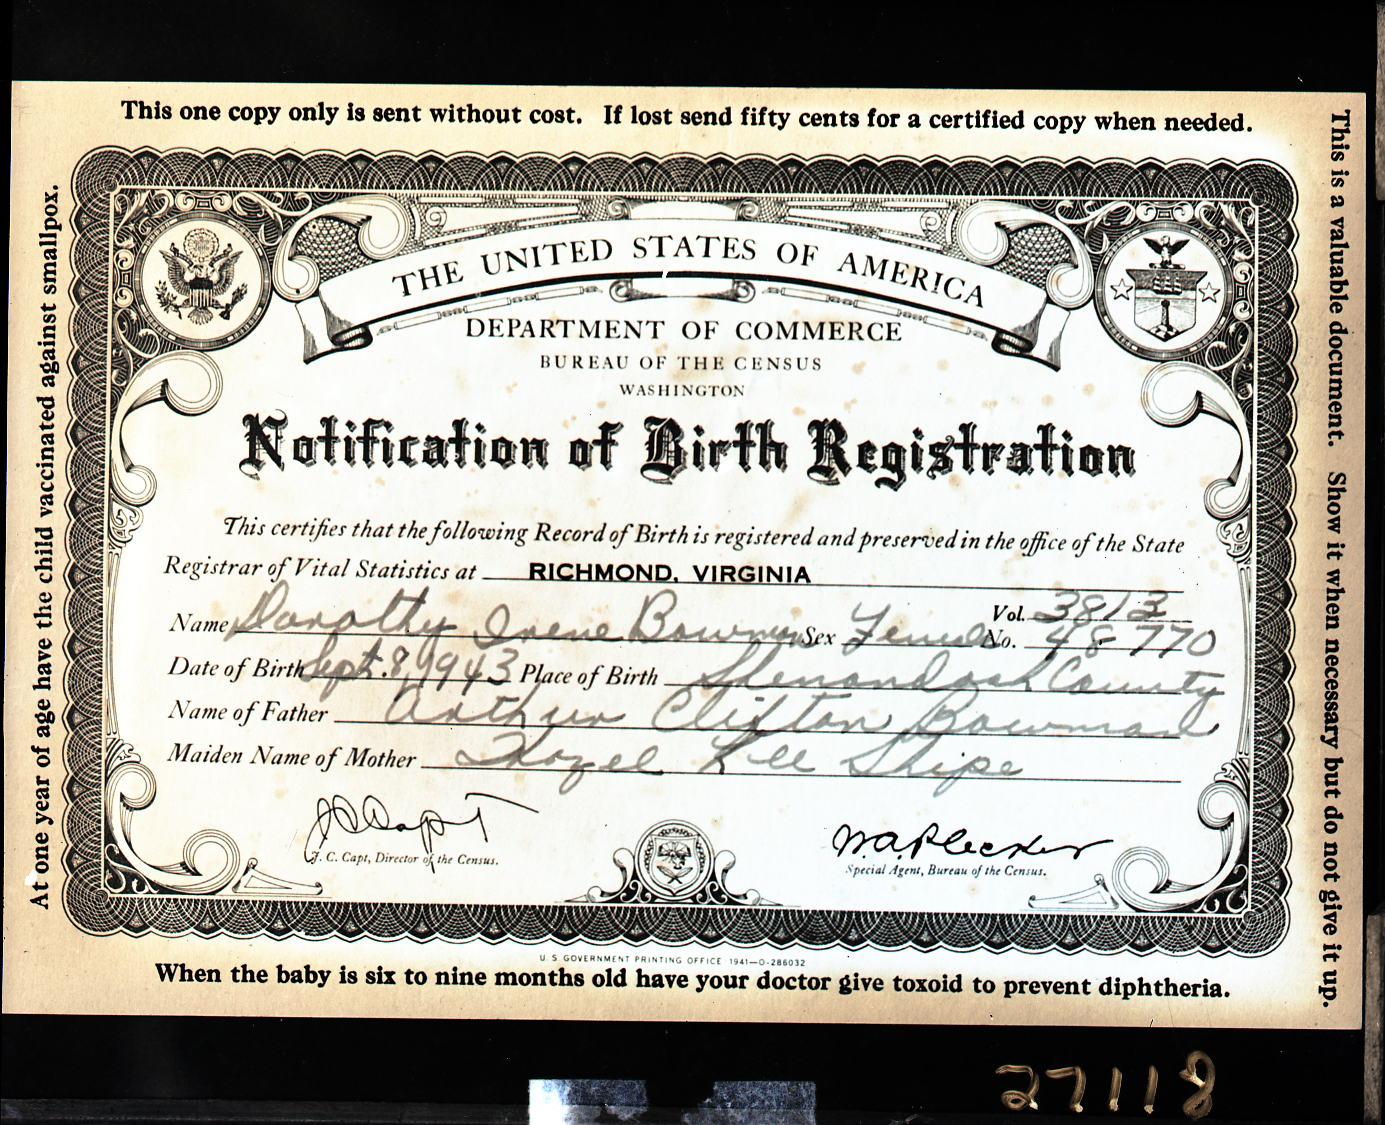 This one copy only is sent without cost. If lost send fifty cents for a certified copy when needed.
This is a valuable document. Show it when necessary but do not give it up.
At one year of age have the child vaccinated against smallpox.
THE UNITED STATES OF AMERICA
DEPARTMENT OF COMMERCE
BUREAU OF THE CENSUS
WASHINGTON
Notification of Birth Registration
This certifies that the following Record of Birth is registered and preserved in the office of the State
Registrar of Vital Statistics at RICHMOND, VIRGINIA
Vol. 3813
Name Dorothy Irene Bowman Sex Female No. 48770
Date of Birth Sept. 8, 1943 Place of Birth Shenandoah County
Name of Father Arthur Clifton Bowman
Maiden Name of Mother Hazel Lee Shipe
J C Capt W. A. Plecker
J. C. Capt, Director of the Census. Special Agent, Bureau of the Census.
U S GOVERNMENT PRINTING OFFICE 1941—O-286032
When the baby is six to nine months old have your doctor give toxoid to prevent diphtheria.
27118